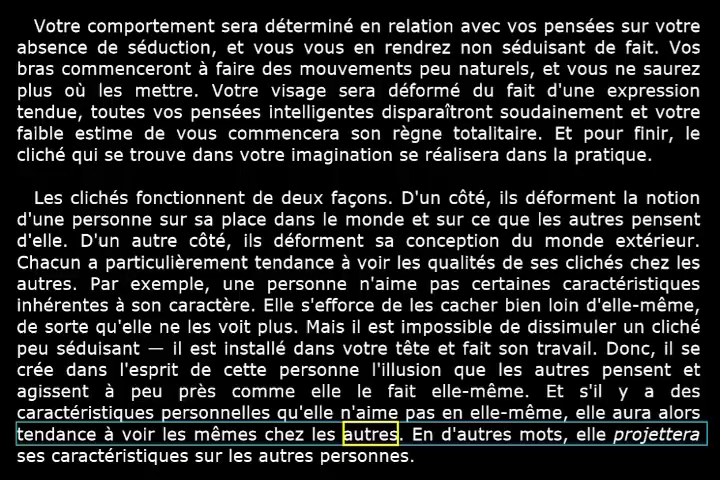 Votre comportement sera déterminé en relation avec vos pensées sur votre
absence de séduction, et vous vous en rendrez non séduisant de fait. Vos
bras commenceront à faire des mouvements peu naturels, et vous ne saurez
plus où les mettre. Votre visage sera déformé du fait d'une expression
tendue, toutes vos pensées intelligentes disparaîtront soudainement et votre
faible estime de vous commencera son règne totalitaire. Et pour finir, le
cliché qui se trouve dans votre imagination se réalisera dans la pratique.
Les clichés fonctionnent de deux façons. D'un côté, ils déforment la notion
d'une personne sur sa place dans le monde et sur ce que les autres pensent
d'elle. D'un autre côté, ils déforment sa conception du monde extérieur.
Chacun a particulièrement tendance à voir les qualités de ses clichés chez les
autres. Par exemple, une personne n'aime pas certaines caractéristiques
inhérentes à son caractère. Elle s'efforce de les cacher bien loin d'elle-même,
de sorte qu'elle ne les voit plus. Mais il est impossible de dissimuler un cliché
peu séduisant — il est installé dans votre tête et fait son travail. Donc, il se
crée dans l'esprit de cette personne l'illusion que les autres pensent et
agissent à peu près comme elle le fait elle-même. Et s'il y a des
caractéristiques personnelles qu'elle n'aime pas en elle-même, elle aura alors
tendance à voir les mêmes chez les autres. En d'autres mots, elle projettera
ses caractéristiques sur les autres personnes.